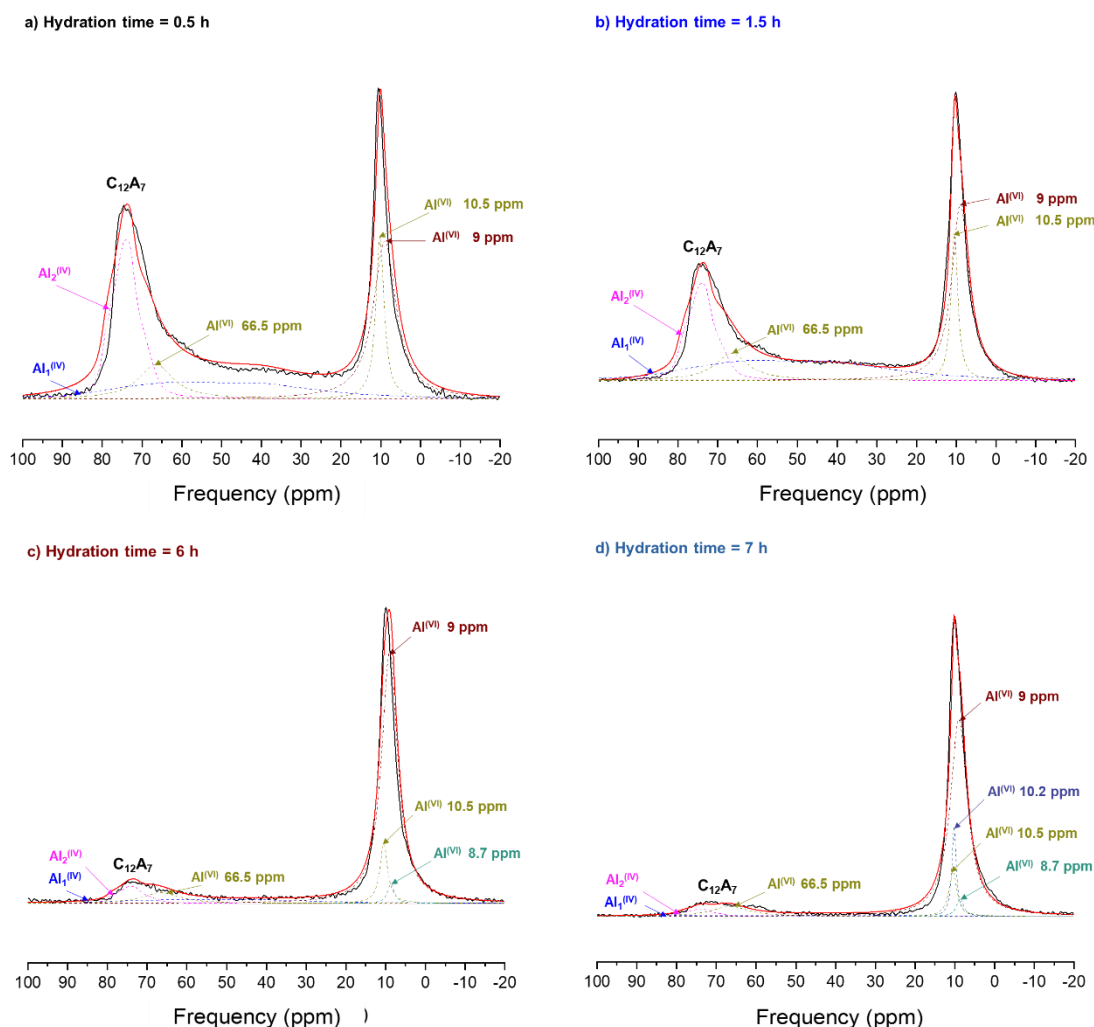 a) Hydration time = 0.5 h
C₁₂A₇
Al⁽ⱽᴵ⁾ 10.5 ppm
Al⁽ⱽᴵ⁾ 9 ppm
Al₂⁽ᴵⱽ⁾
Al⁽ⱽᴵ⁾ 66.5 ppm
Al₁⁽ᴵⱽ⁾
100 90 80 70 60 50 40 30 20 10 0 -10 -20
Frequency (ppm)
b) Hydration time = 1.5 h
Al⁽ⱽᴵ⁾ 9 ppm
Al⁽ⱽᴵ⁾ 10.5 ppm
C₁₂A₇
Al₂⁽ᴵⱽ⁾
Al⁽ⱽᴵ⁾ 66.5 ppm
Al₁⁽ᴵⱽ⁾
100 90 80 70 60 50 40 30 20 10 0 -10 -20
Frequency (ppm)
c) Hydration time = 6 h
Al⁽ⱽᴵ⁾ 9 ppm
Al⁽ⱽᴵ⁾ 10.5 ppm
Al⁽ⱽᴵ⁾ 8.7 ppm
Al₂⁽ᴵⱽ⁾
C₁₂A₇
Al⁽ⱽᴵ⁾ 66.5 ppm
Al₁⁽ᴵⱽ⁾
100 90 80 70 60 50 40 30 20 10 0 -10 -20
Frequency (ppm) )
d) Hydration time = 7 h
Al⁽ⱽᴵ⁾ 9 ppm
Al⁽ⱽᴵ⁾ 10.2 ppm
Al⁽ⱽᴵ⁾ 10.5 ppm
Al⁽ⱽᴵ⁾ 8.7 ppm
Al₂⁽ᴵⱽ⁾
C₁₂A₇
Al⁽ⱽᴵ⁾ 66.5 ppm
Al₁⁽ᴵⱽ⁾
100 90 80 70 60 50 40 30 20 10 0 -10 -20
Frequency (ppm)